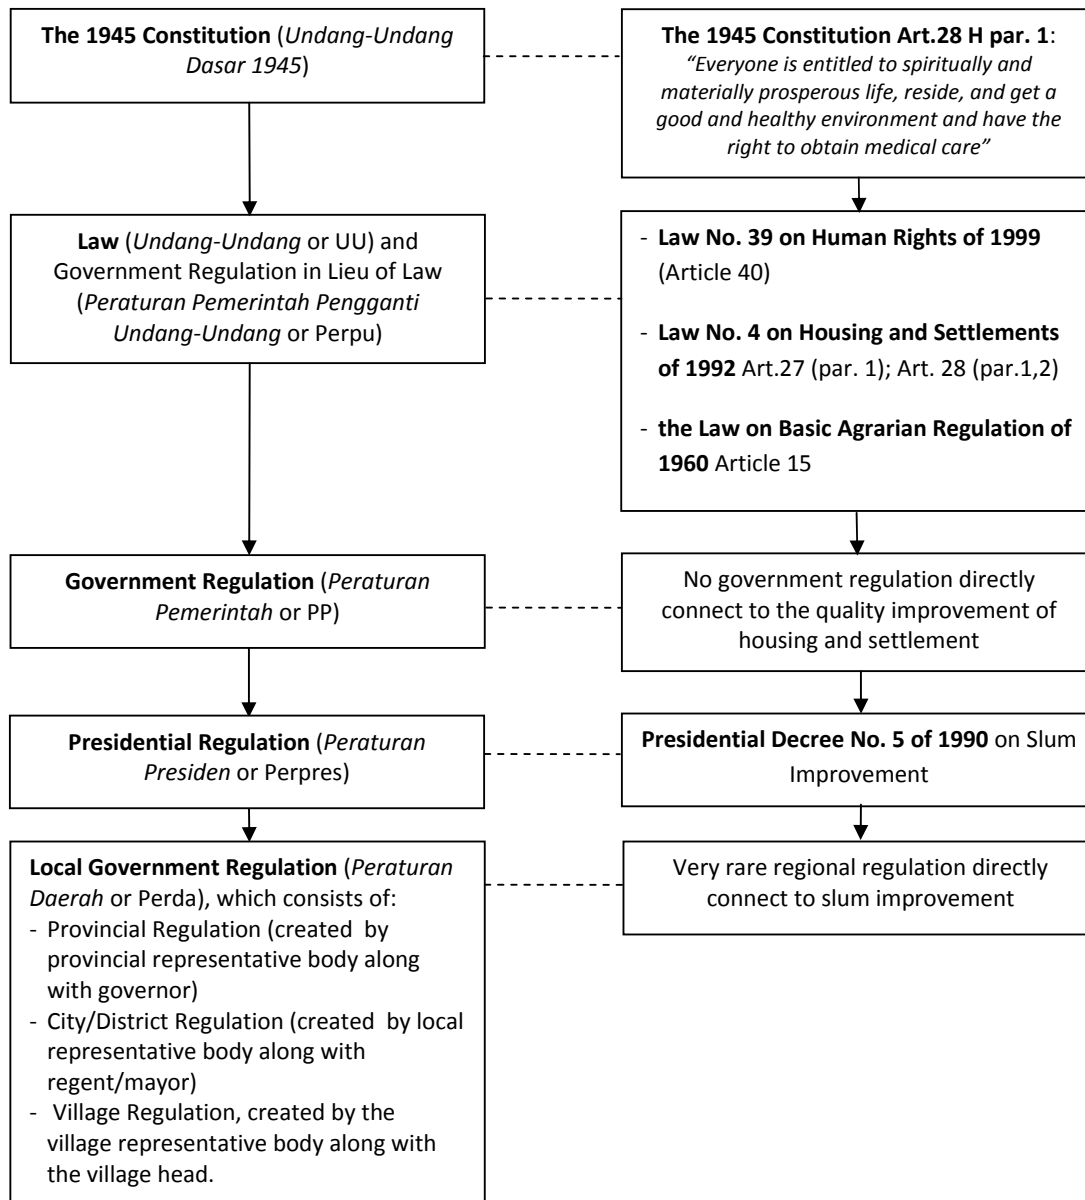 The 1945 Constitution (Undang-Undang
Dasar 1945)
The 1945 Constitution Art.28 H par. 1:
“Everyone is entitled to spiritually and
materially prosperous life, reside, and get a
good and healthy environment and have the
right to obtain medical care”
Law (Undang-Undang or UU) and
Government Regulation in Lieu of Law
(Peraturan Pemerintah Pengganti
Undang-Undang or Perpu)
- Law No. 39 on Human Rights of 1999
(Article 40)
- Law No. 4 on Housing and Settlements
of 1992 Art.27 (par. 1); Art. 28 (par.1,2)
- the Law on Basic Agrarian Regulation of
1960 Article 15
Government Regulation (Peraturan
Pemerintah or PP)
No government regulation directly
connect to the quality improvement of
housing and settlement
Presidential Regulation (Peraturan
Presiden or Perpres)
Presidential Decree No. 5 of 1990 on Slum
Improvement
Local Government Regulation (Peraturan
Daerah or Perda), which consists of:
- Provincial Regulation (created by
provincial representative body along
with governor)
- City/District Regulation (created by local
representative body along with
regent/mayor)
- Village Regulation, created by the
village representative body along with
the village head.
Very rare regional regulation directly
connect to slum improvement